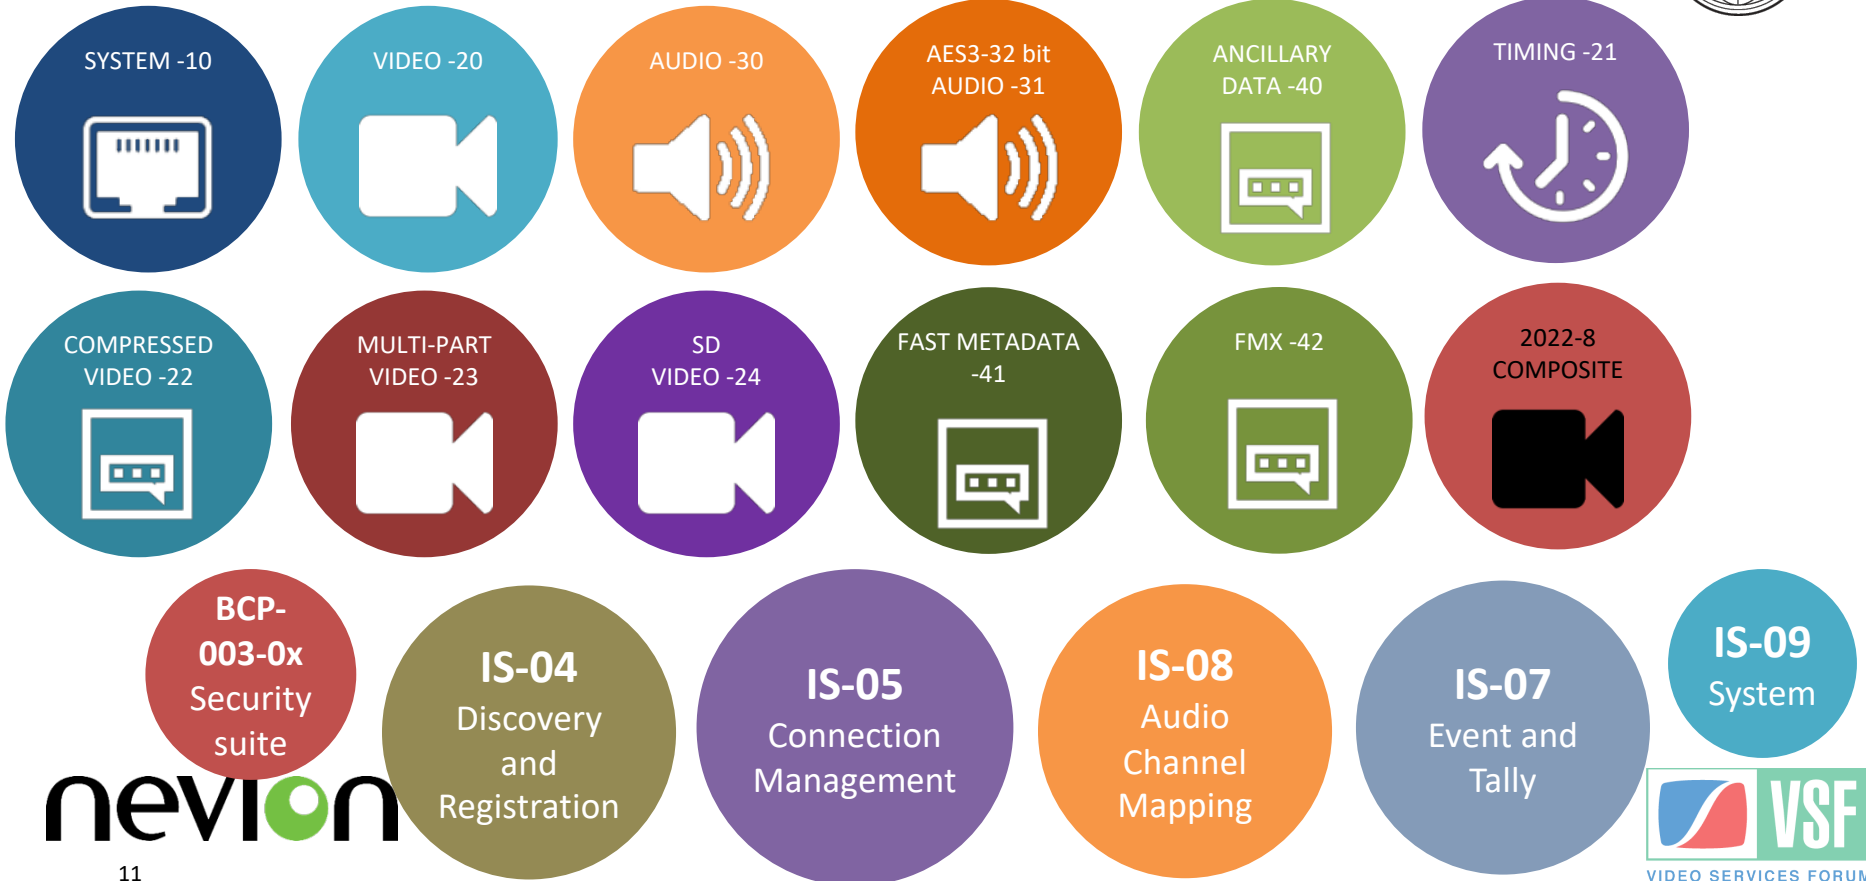 SYSTEM -10
VIDEO -20
AUDIO -30
AES3-32 bit
AUDIO -31
ANCILLARY
DATA -40
TIMING -21
COMPRESSED
VIDEO -22
MULTI-PART
VIDEO -23
SD
VIDEO -24
FAST METADATA
-41
FMX -42
2022-8
COMPOSITE
BCP-
003-0x
Security
suite
IS-04
Discovery
and
Registration
IS-05
Connection
Management
IS-08
Audio
Channel
Mapping
IS-07
Event and
Tally
IS-09
System
nevion
VSF
VIDEO SERVICES FORUM
11